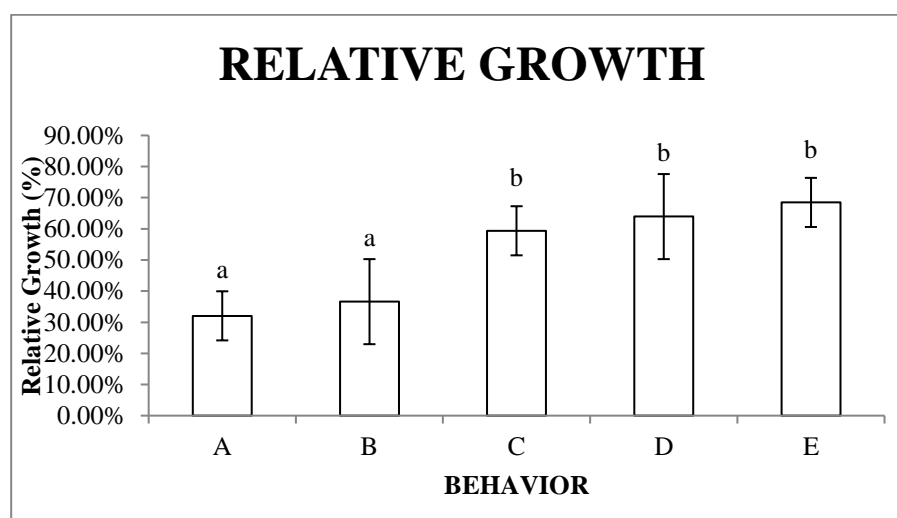 RELATIVE GROWTH
Relative Growth (%)
90.00%
80.00%
70.00%
60.00%
50.00%
40.00%
30.00%
20.00%
10.00%
0.00%
a
a
b
b
b
A B C D E
BEHAVIOR